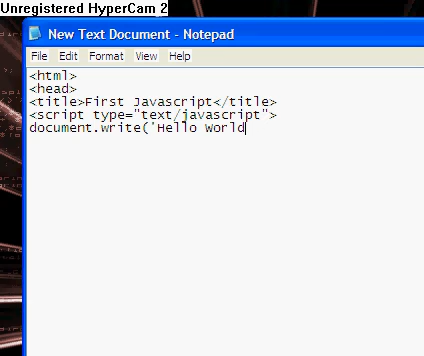 Unregistered HyperCam 2
New Text Document - Notepad
File Edit Format View Help
<html>
<head>
<title>First Javascript</title>
<script type="text/javascript">
document.write('Hello World